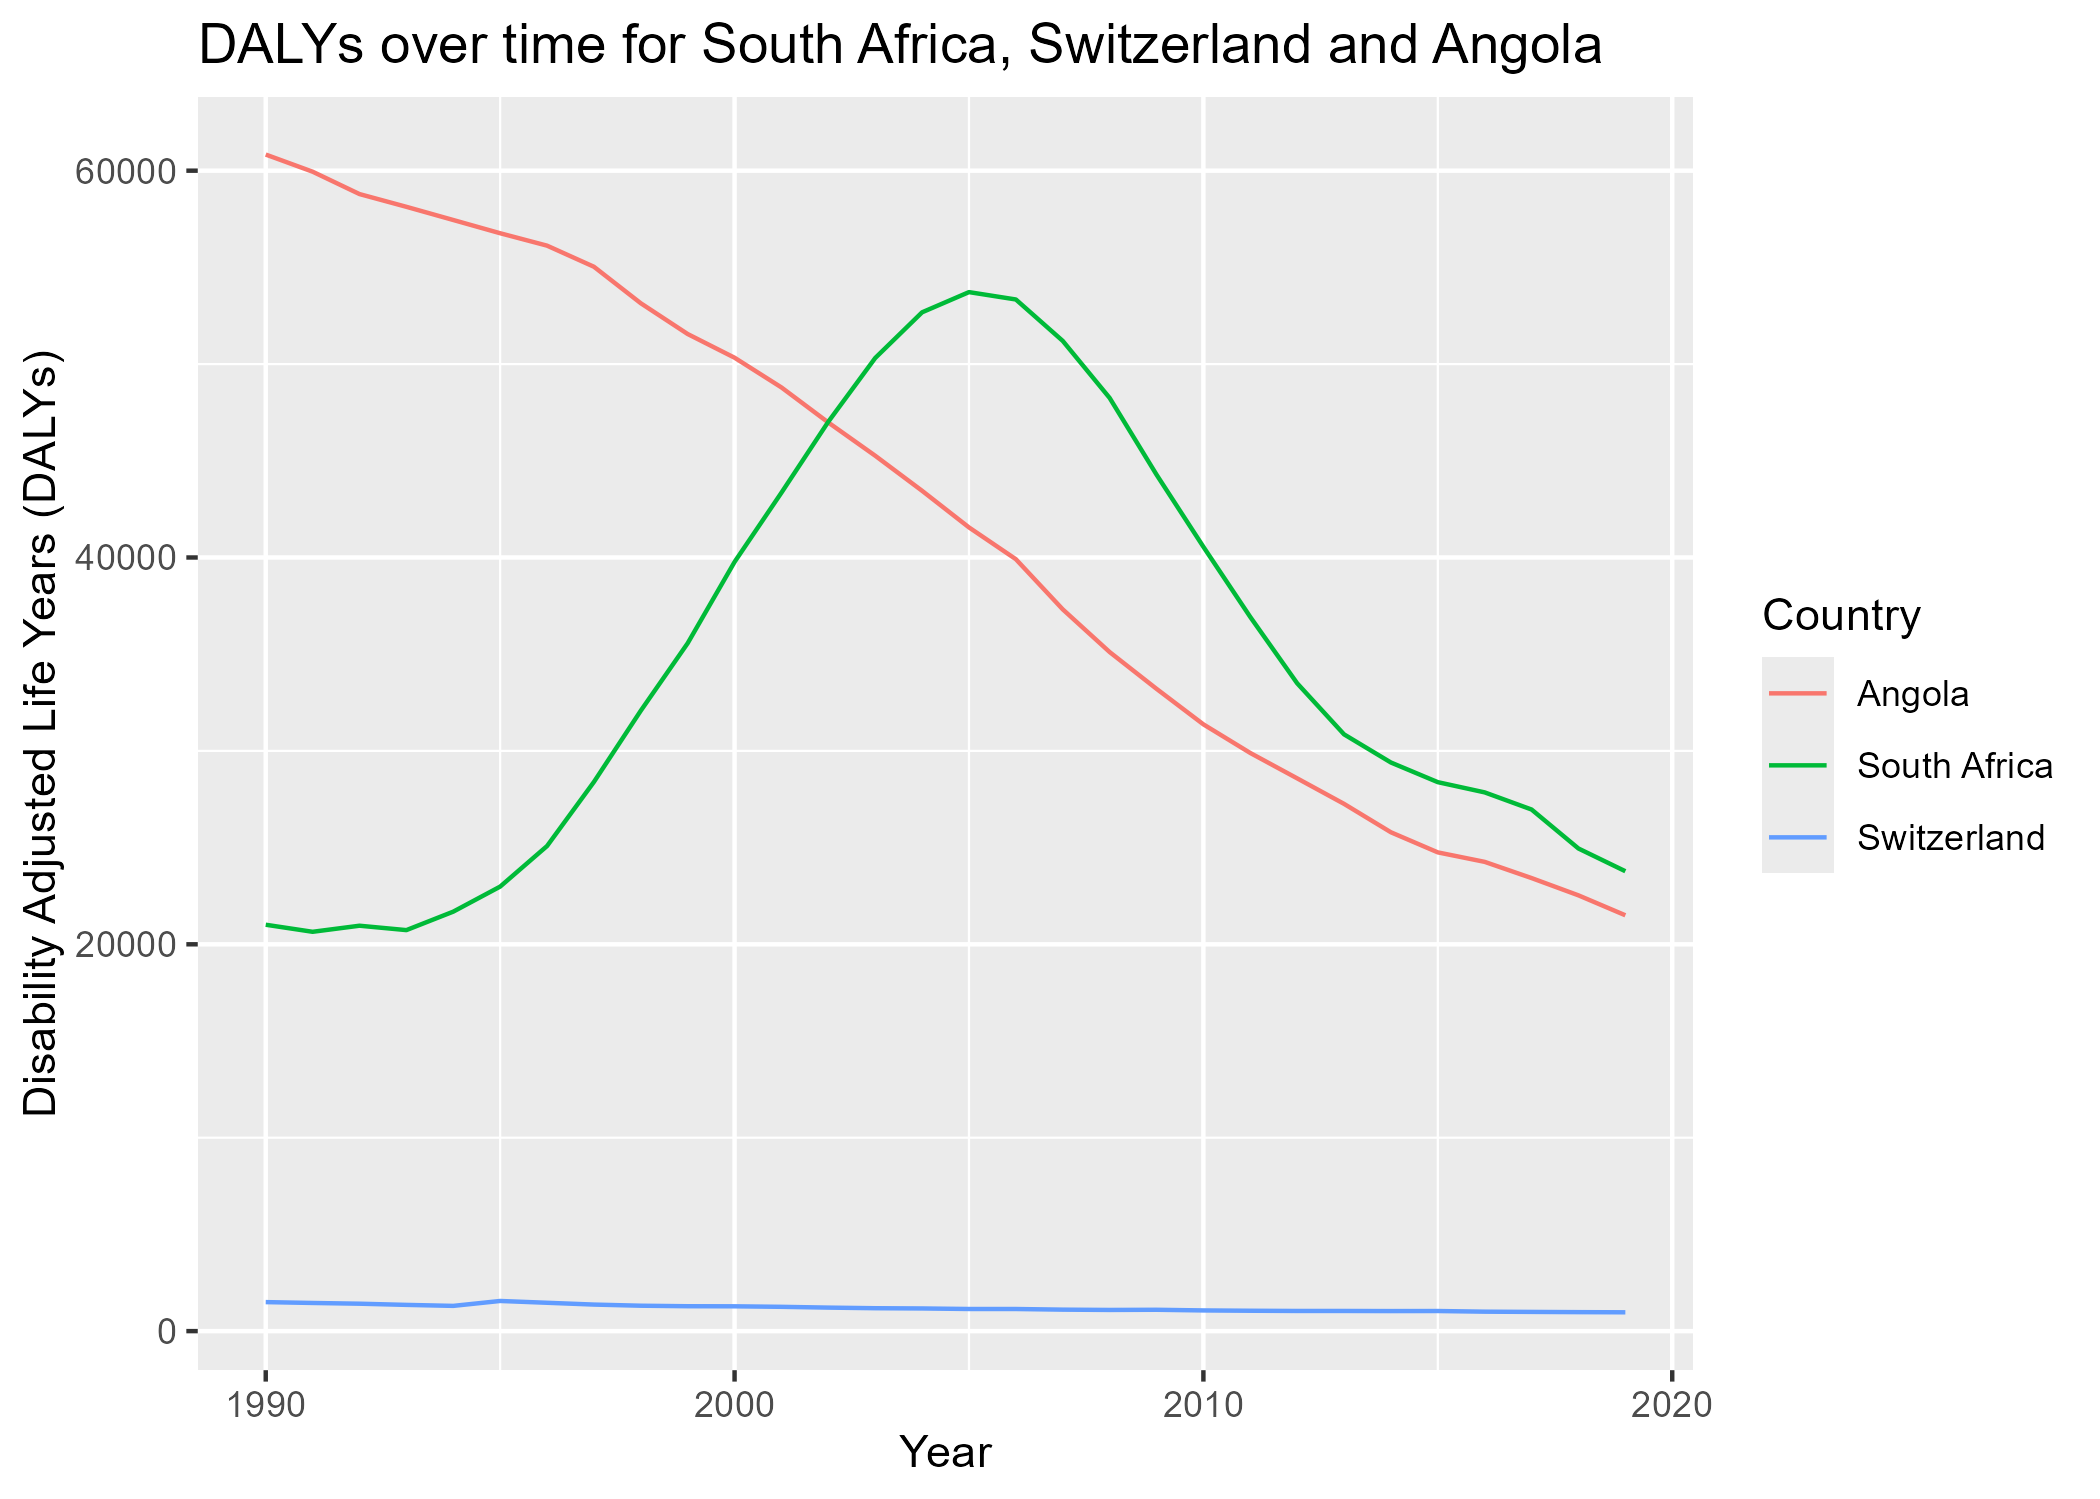 DALYs over time for South Africa, Switzerland and Angola
Disability Adjusted Life Years (DALYs)
60000
40000
20000
0
1990
2000
2010
2020
Year
Country
Angola
South Africa
Switzerland